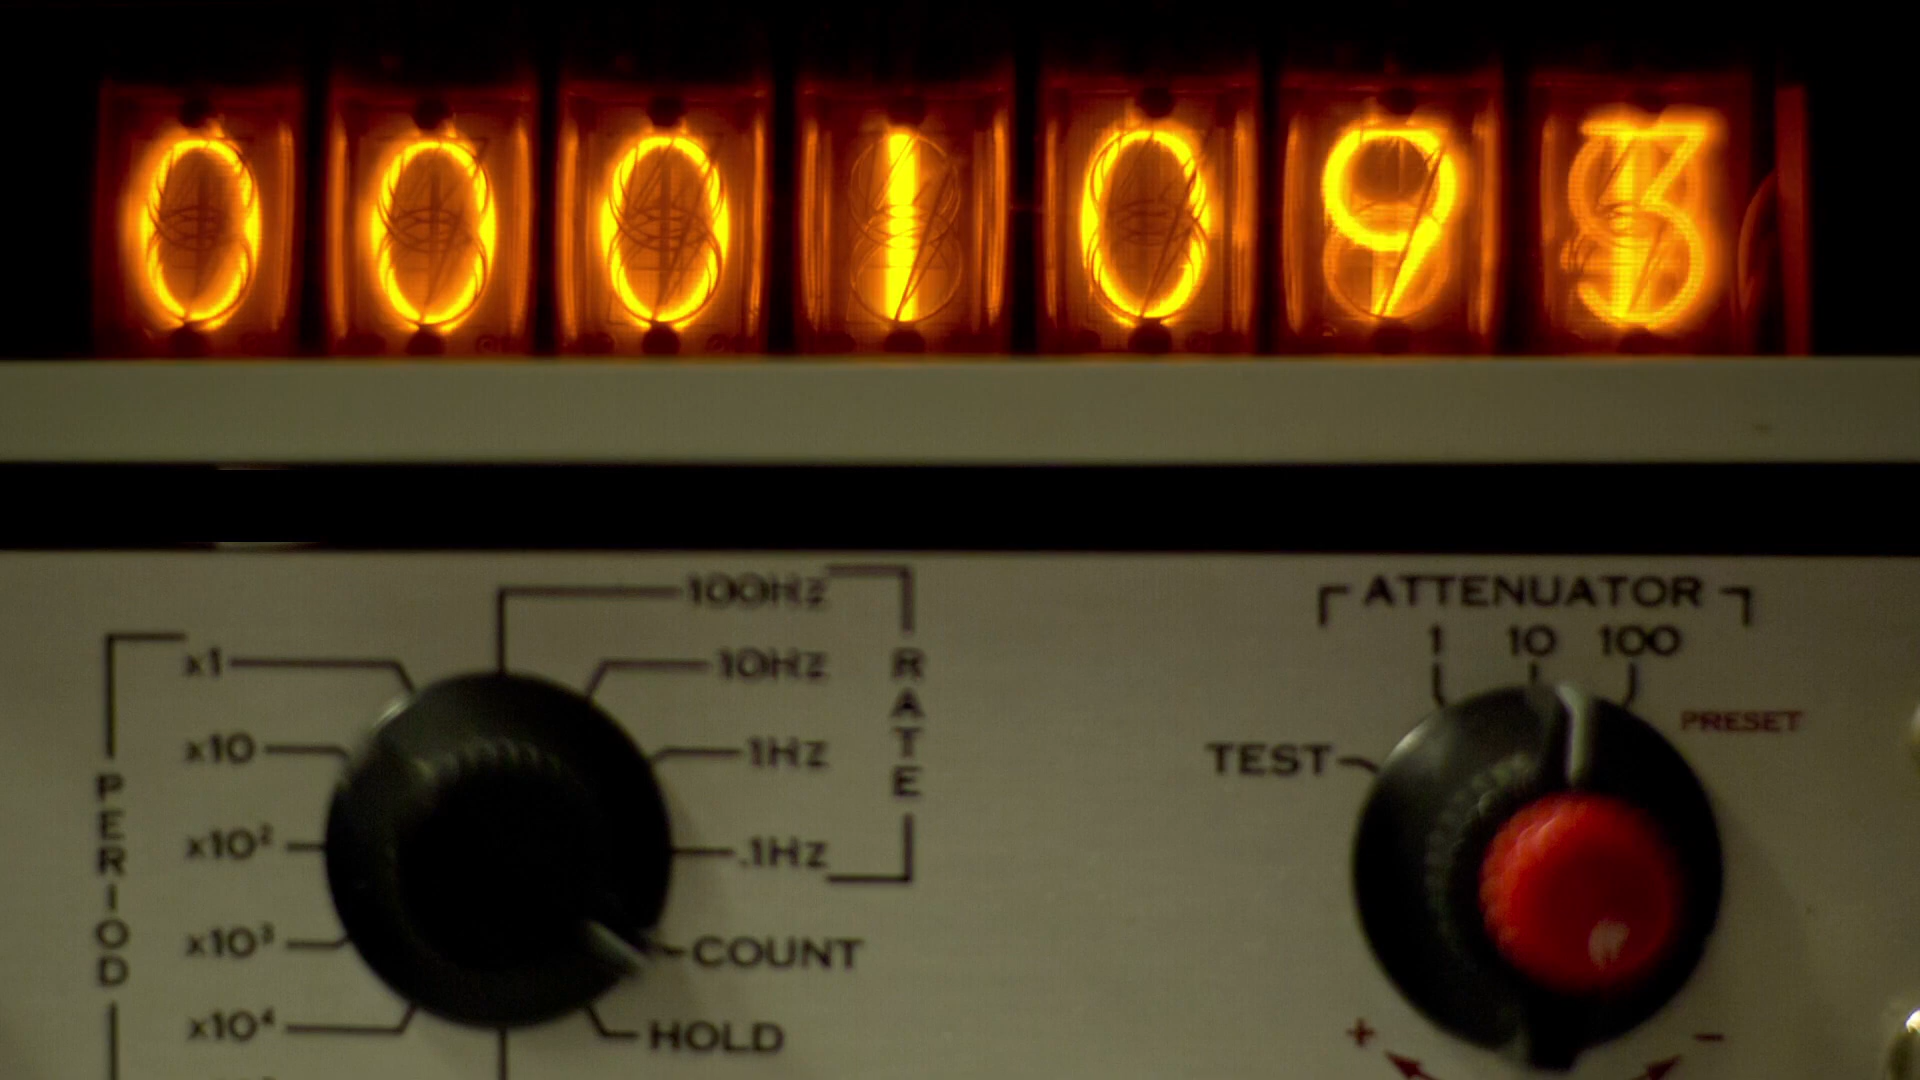 000109
100Hz
x1
10Hz
x10
1Hz
x10²
.1Hz
x10³
COUNT
x10⁴
HOLD
PERIOD
RATE
ATTENUATOR
1 10 100
PRESET
TEST
+ −